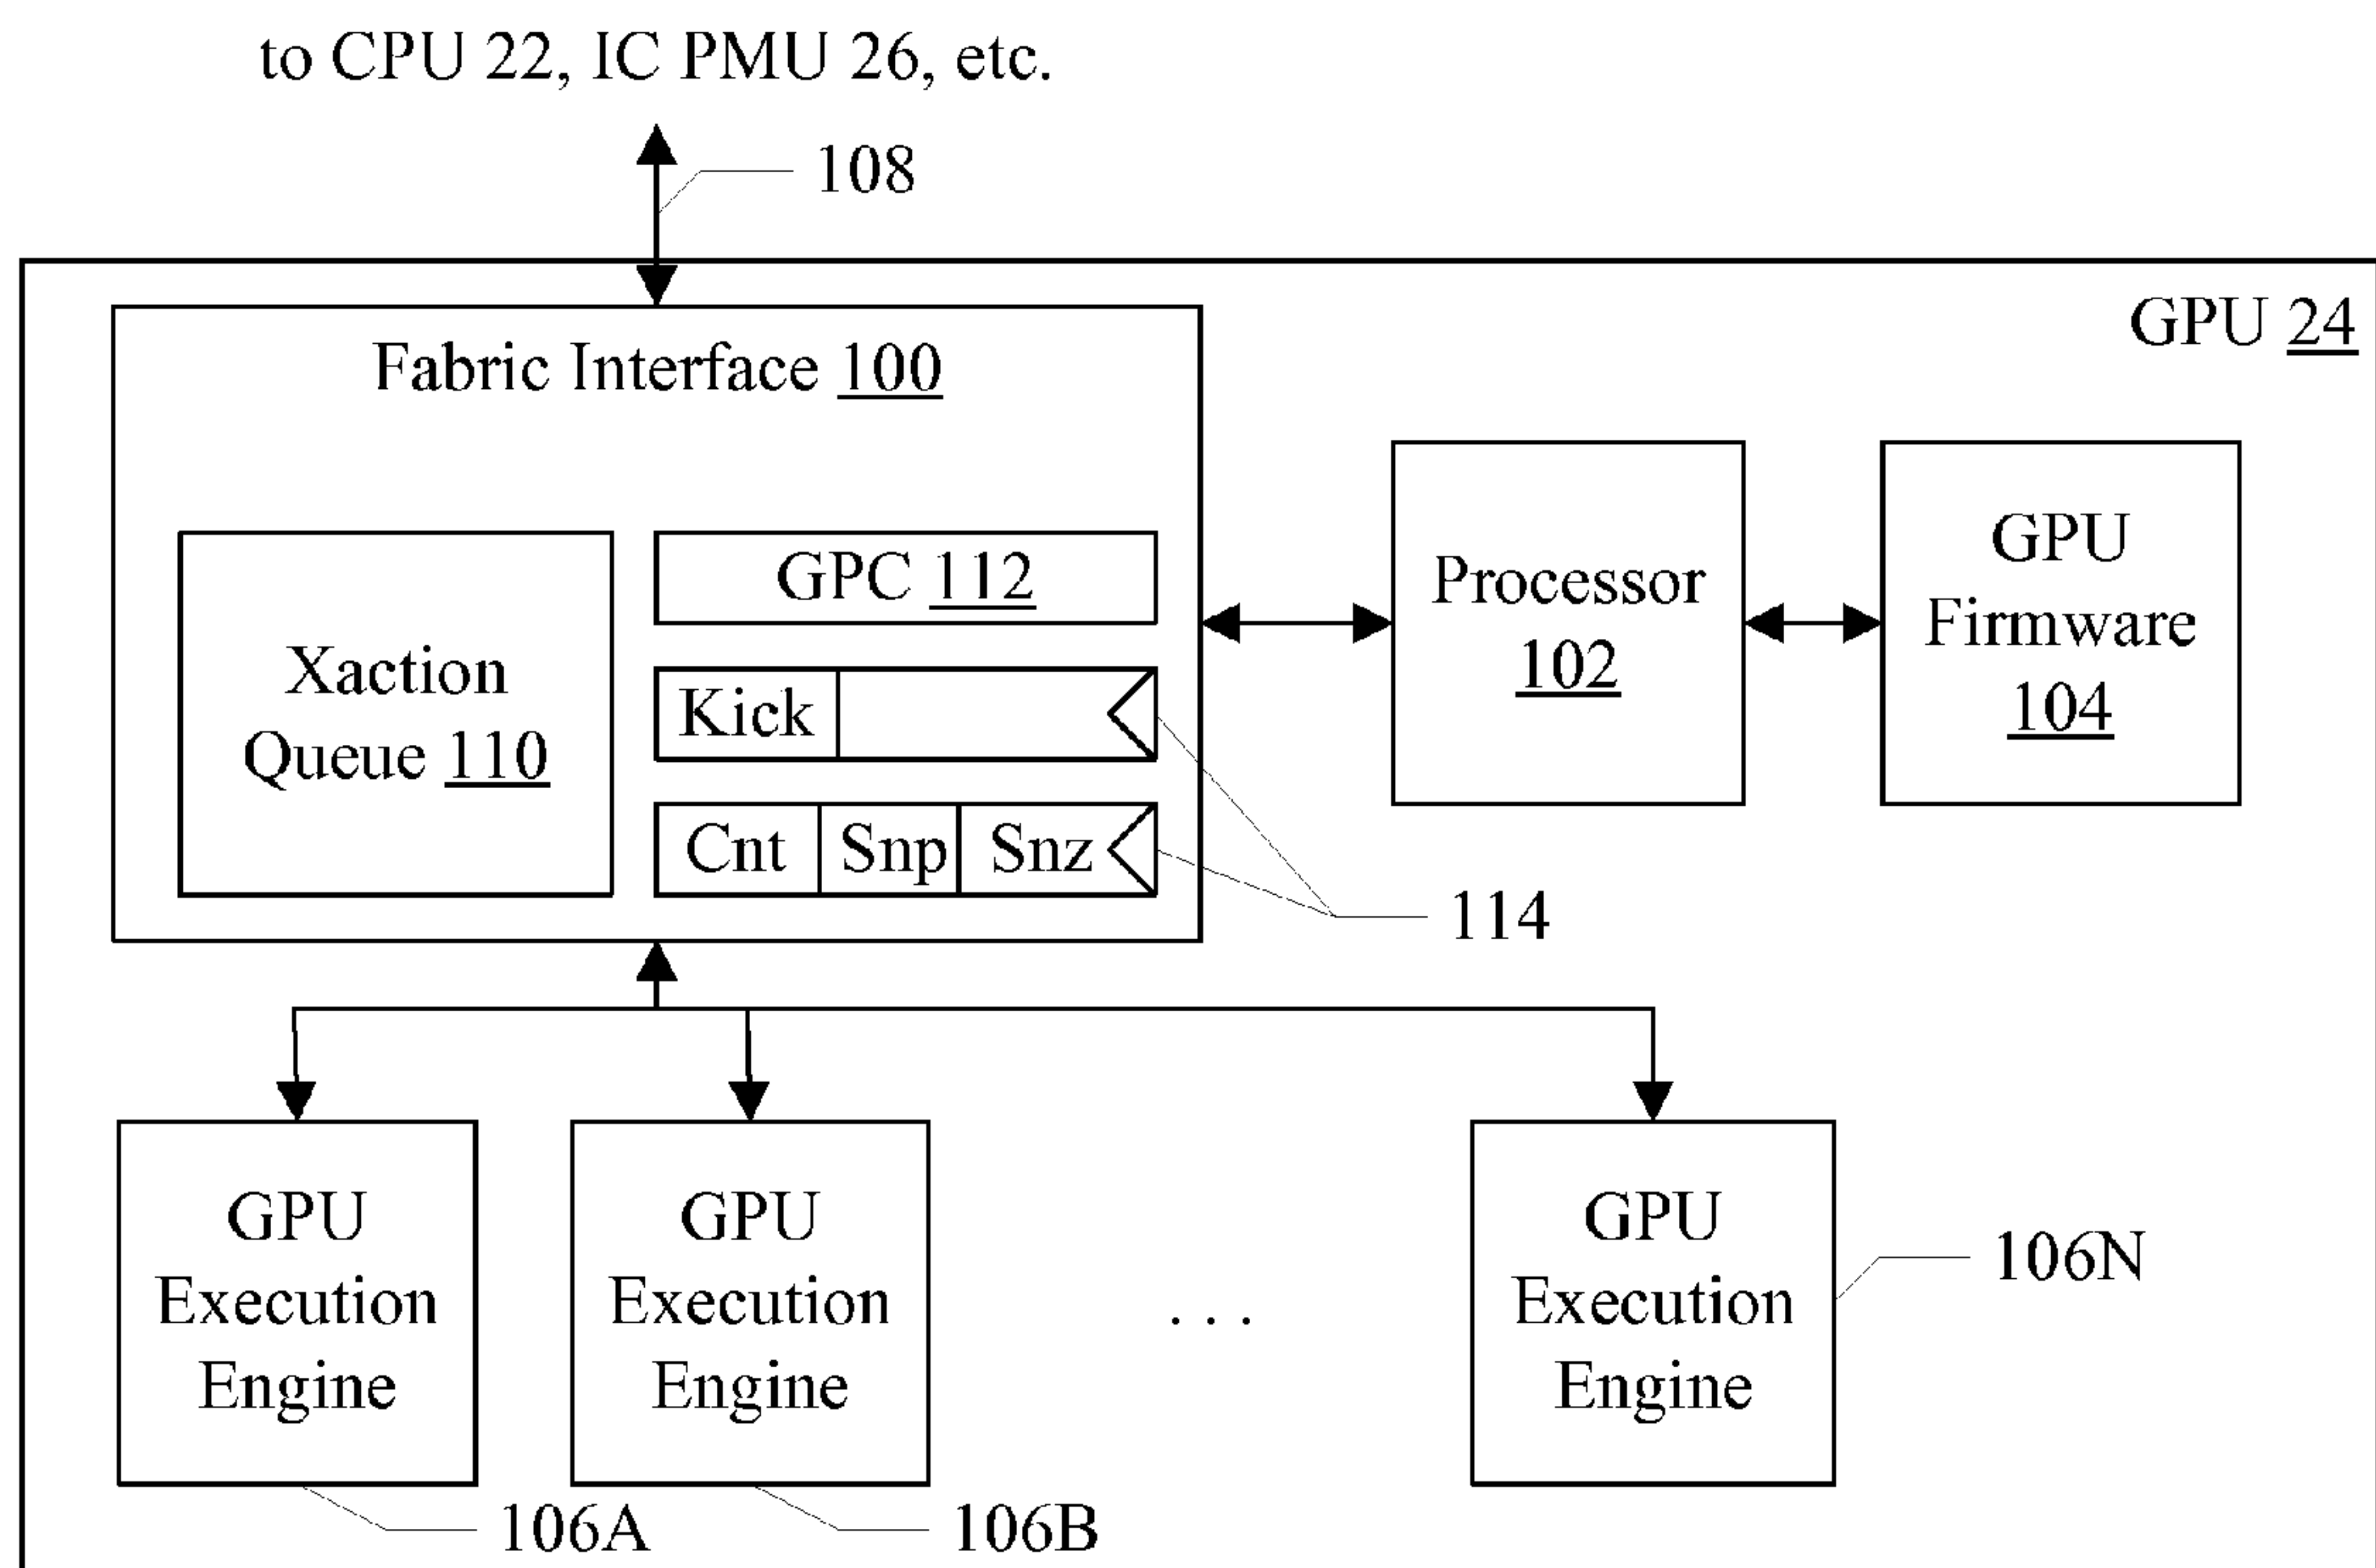 to CPU 22, IC PMU 26, etc.
108
GPU 24
Fabric Interface 100
Xaction
Queue 110
GPC 112
Kick
Cnt Snp Snz
Processor
102
GPU
Firmware
104
114
GPU
Execution
Engine
106A
GPU
Execution
Engine
106B
. . .
GPU
Execution
Engine
106N